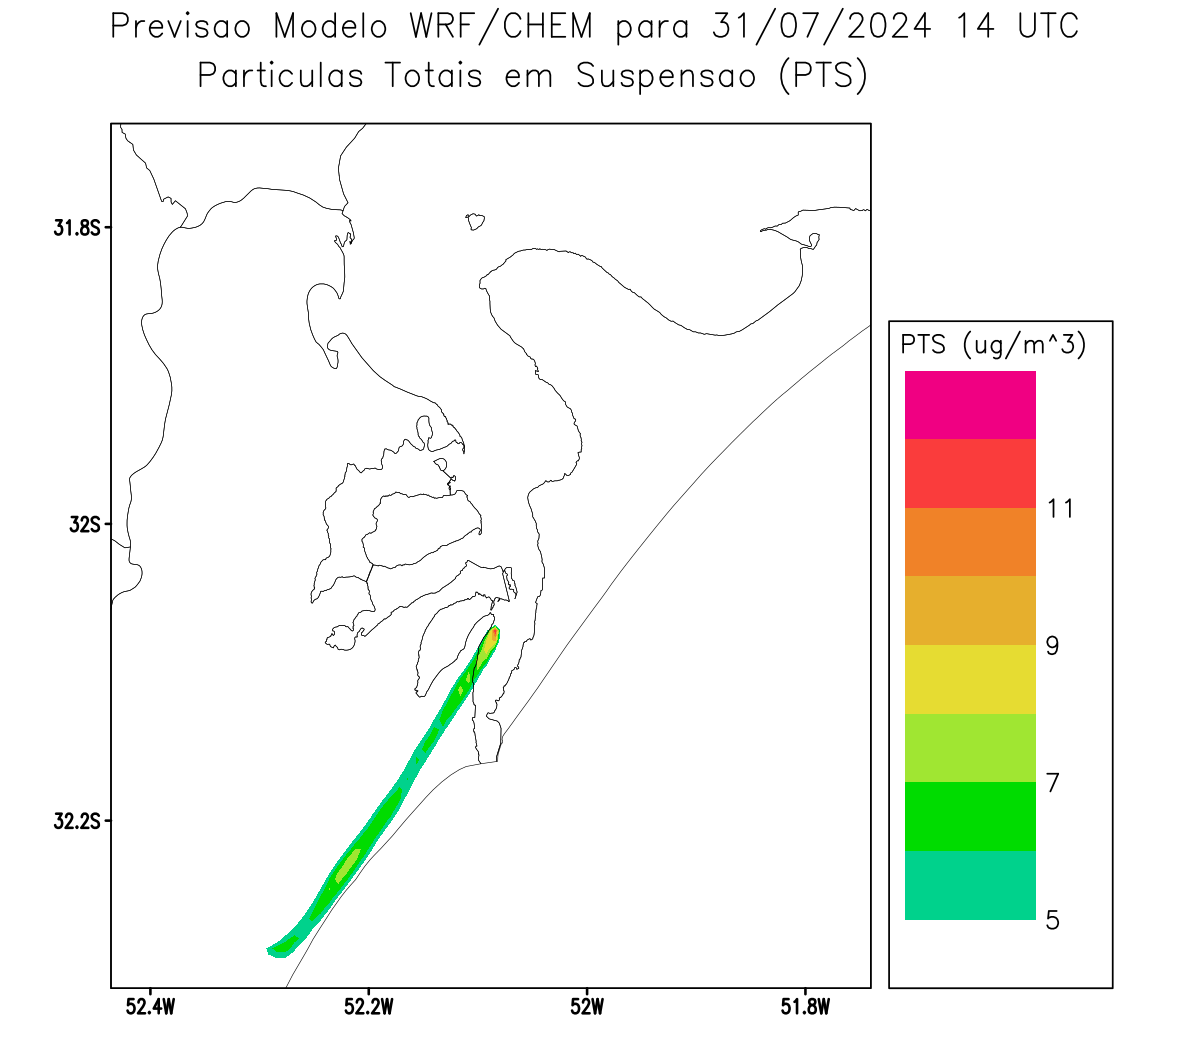 Previsao Modelo WRF/CHEM para 31/07/2024 14 UTC
Particulas Totais em Suspensao (PTS)
31.8S
32S
32.2S
52.4W
52.2W
52W
51.8W
PTS (ug/m^3)
11
9
7
5